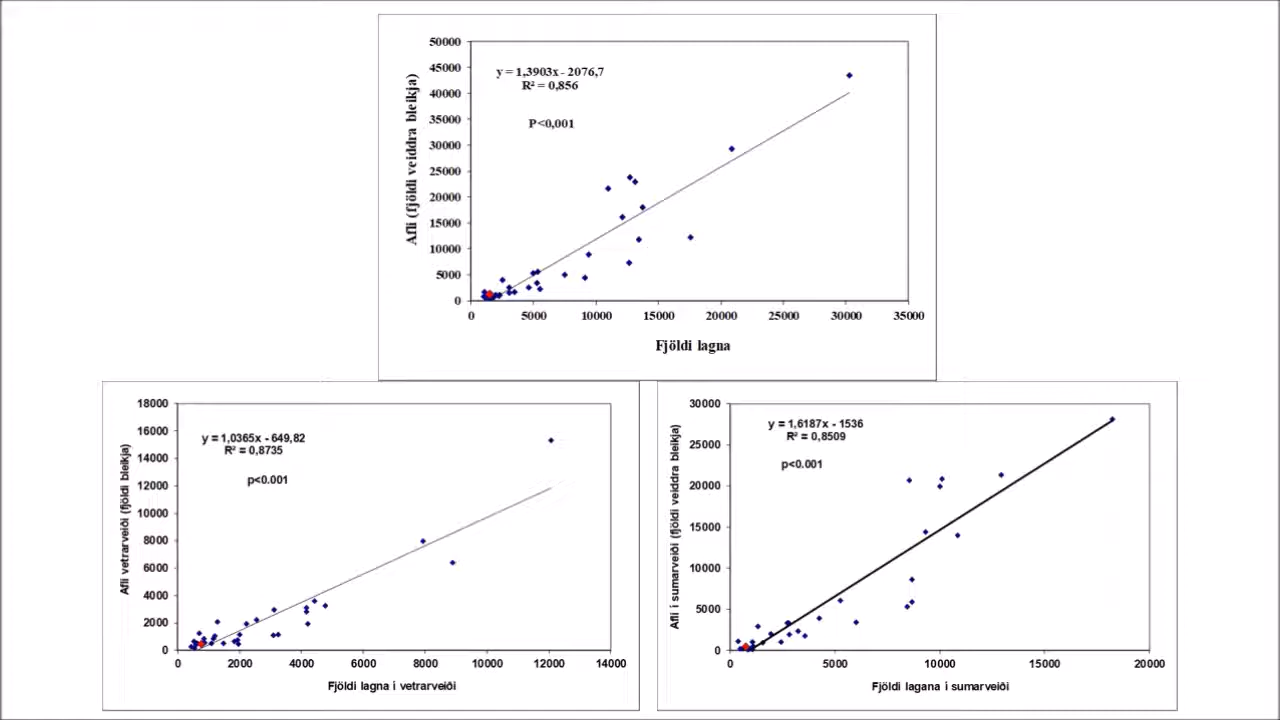 50000
45000
40000
35000
30000
25000
20000
15000
10000
5000
0
y = 1,3903x - 2076,7
R² = 0,856
P<0,001
Afli (fjöldi veiddra bleikja)
0 5000 10000 15000 20000 25000 30000 35000
Fjöldi lagna
18000
16000
14000
12000
10000
8000
6000
4000
2000
0
y = 1,0365x - 649,82
R² = 0,8735
p<0.001
Afli vetrarveiði (fjöldi bleikja)
0 2000 4000 6000 8000 10000 12000 14000
Fjöldi lagna í vetrarveiði
30000
25000
20000
15000
10000
5000
0
y = 1,6187x - 1536
R² = 0,8509
p<0.001
Afli í sumarveiði (fjöldi veiddra bleikja)
0 5000 10000 15000 20000
Fjöldi lagana í sumarveiði